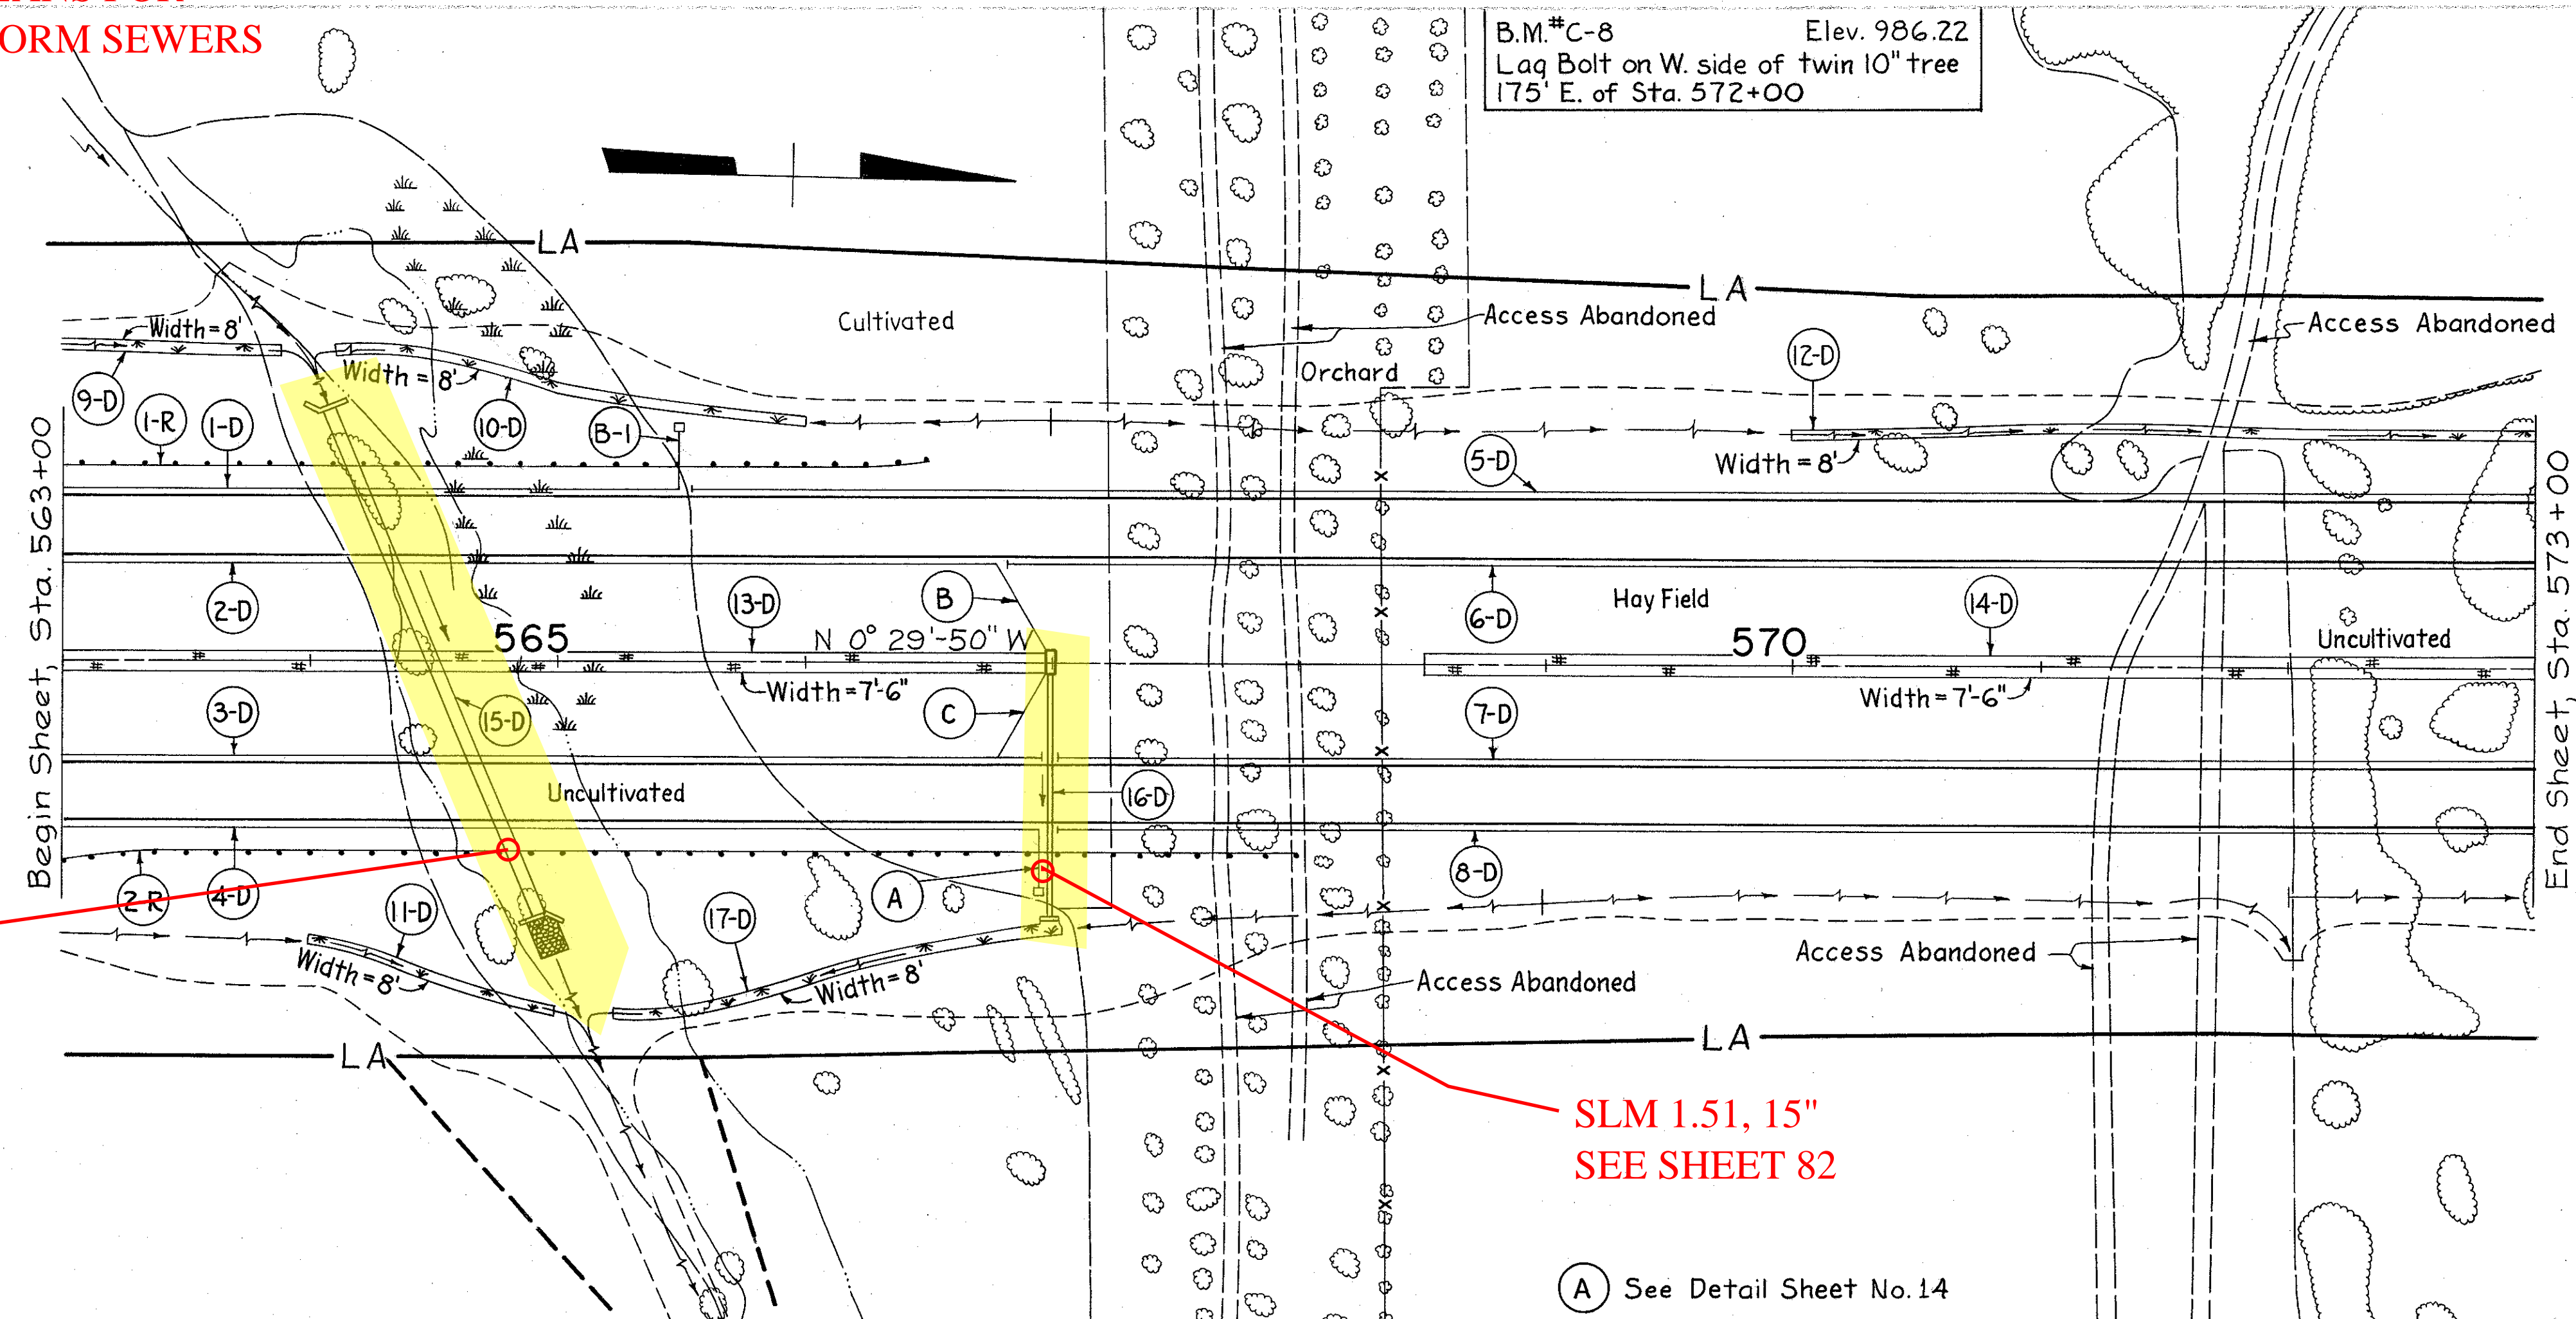 ORM SEWERS
B.M.#C-8 Elev. 986.22
Lag Bolt on W. side of twin 10" tree
175' E. of Sta. 572+00
LA
LA
Cultivated
Access Abandoned
Access Abandoned
Width=8'
Width=8'
Orchard
12-D
9-D
1-R
1-D
10-D
B-1
5-D
Width=8'
Begin Sheet, Sta. 563+00
End Sheet, Sta. 573+00
2-D
13-D
B
6-D
Hay Field
14-D
565
N 0° 29'-50" W
570
Uncultivated
Width=7'-6"
Width=7'-6"
3-D
15-D
C
7-D
Uncultivated
16-D
2-R
4-D
11-D
17-D
A
8-D
Width=8'
Width=8'
Access Abandoned
Access Abandoned
LA
LA
SLM 1.51, 15"
SEE SHEET 82
A See Detail Sheet No. 14